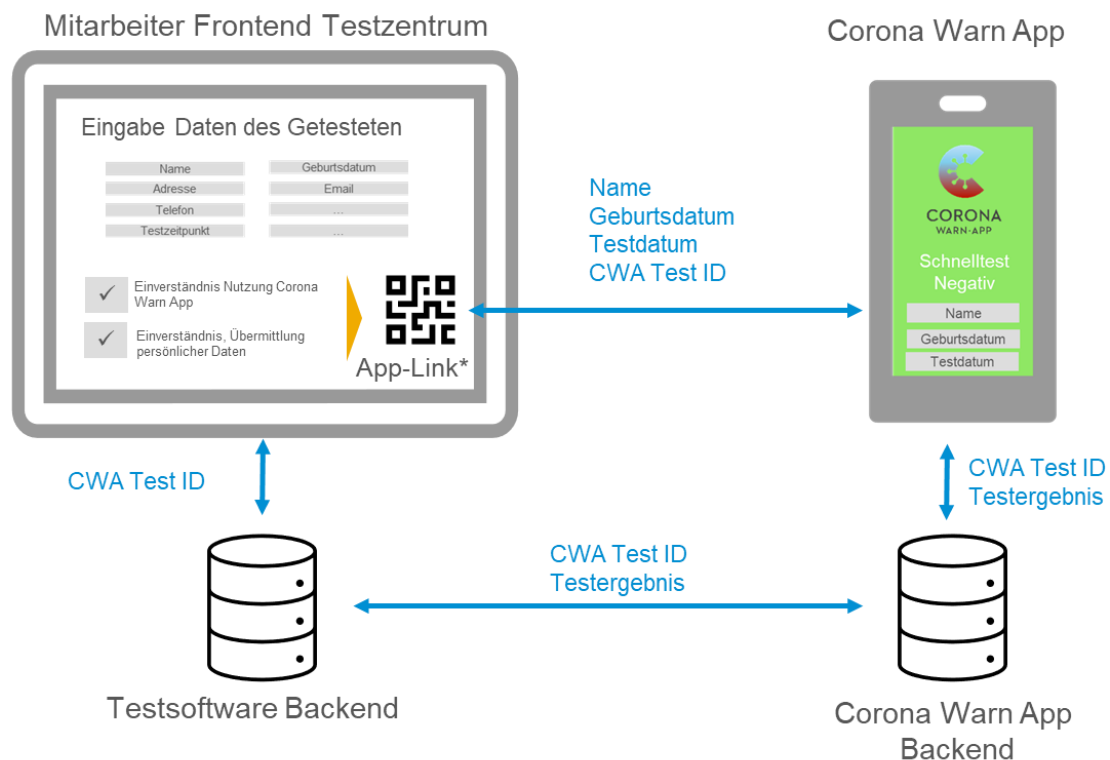 Mitarbeiter Frontend Testzentrum
Corona Warn App
Eingabe Daten des Getesteten
Name
Geburtsdatum
Adresse
Email
Telefon
...
Testzeitpunkt
...
Einverständnis Nutzung Corona
Warn App
Einverständnis, Übermittlung
persönlicher Daten
App-Link*
Name
Geburtsdatum
Testdatum
CWA Test ID
CORONA
WARN-APP
Schnelltest
Negativ
Name
Geburtsdatum
Testdatum
CWA Test ID
CWA Test ID
Testergebnis
CWA Test ID
Testergebnis
Testsoftware Backend
Corona Warn App
Backend